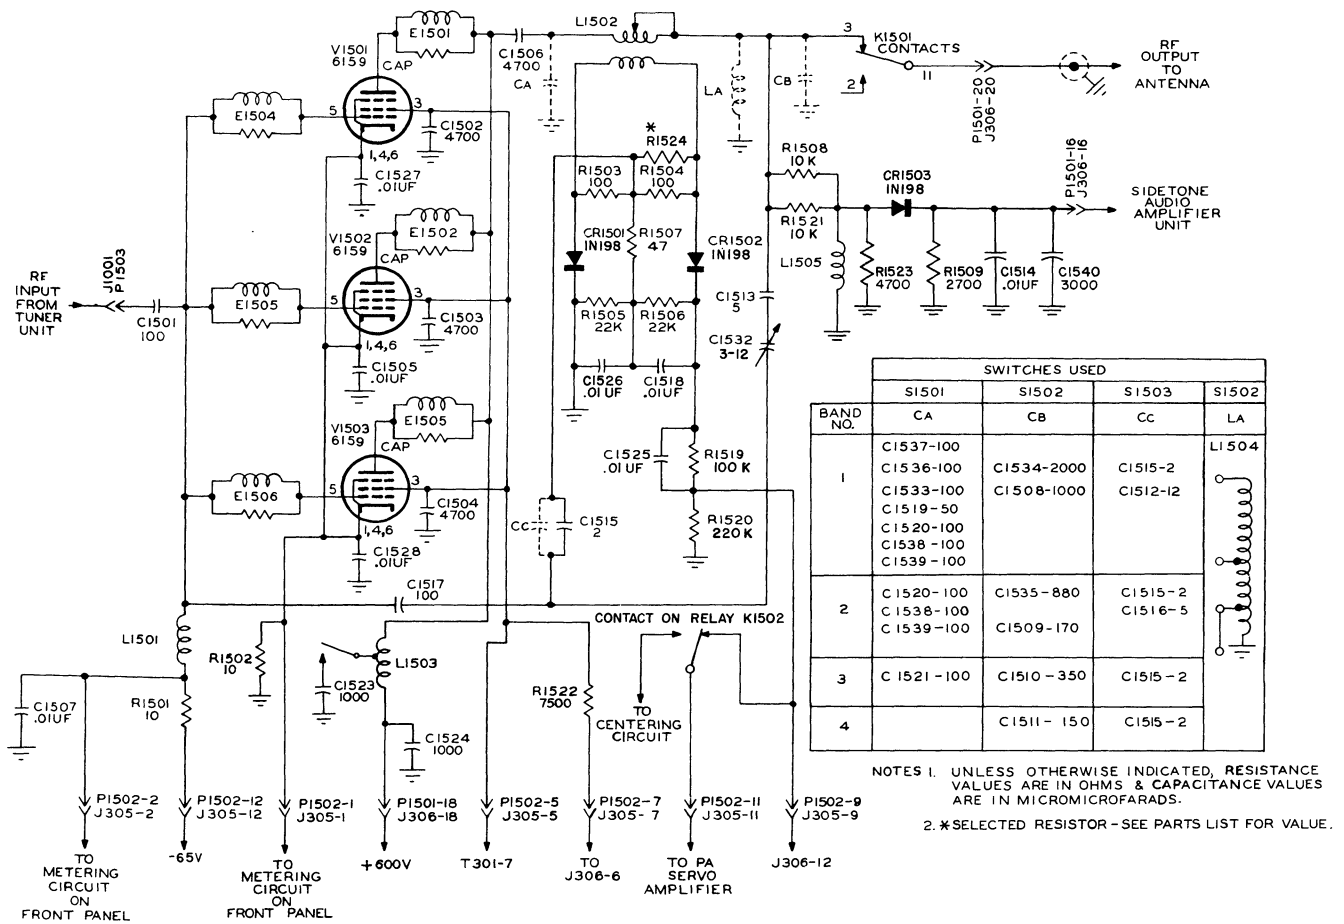 E1501
V1501
6159
CAP
C1506
4700
CA
L1502
LA
CB
3
K1501
CONTACTS
11
2
P1501-20
J306-20
RF
OUTPUT
TO
ANTENNA
E1504
5
3
C1502
4700
1,4,6
C1527
.01UF
*
R1524
R1503
100
R1504
100
R1508
10 K
CR1503
IN198
P1501-16
J306-16
SIDETONE
AUDIO
AMPLIFIER
UNIT
V1502
6159
E1502
CAP
CR1501
IN198
R1507
47
CR1502
IN198
R1521
10 K
L1505
R1523
4700
R1509
2700
C1514
.01UF
C1540
3000
RF
INPUT
FROM
TUNER
UNIT
J1001
P1503
C1501
100
E1505
5
3
C1503
4700
1,4,6
C1505
.01UF
R1505
22K
R1506
22K
C1513
5
C1532
3-12
C1526
.01UF
C1518
.01UF
V1503
6159
E1505
CAP
E1506
5
3
C1504
4700
1,4,6
C1528
.01UF
CC
C1515
2
C1525
.01UF
R1519
100 K
R1520
220K
SWITCHES USED
S1501 S1502 S1503 S1502
BAND
NO.
CA CB CC LA
1
C1537-100 L1504
C1536-100 C1534-2000 C1515-2
C1533-100 C1508-1000 C1512-12
C1519-50
C1520-100
C1538-100
C1539-100
2
C1520-100 C1535-880 C1515-2
C1538-100 C1516-5
C1539-100 C1509-170
3 C1521-100 C1510-350 C1515-2
4 C1511-150 C1515-2
C1517
100
L1501
R1502
10
C1523
1000
L1503
CONTACT ON RELAY K1502
R1522
7500
TO
CENTERING
CIRCUIT
C1507
.01UF
R1501
10
C1524
1000
P1502-2
J305-2
P1502-12
J305-12
P1502-1
J305-1
P1501-18
J306-18
P1502-5
J305-5
P1502-7
J305-7
P1502-11
J305-11
P1502-9
J305-9
TO
METERING
CIRCUIT
ON
FRONT PANEL
-65V
TO
METERING
CIRCUIT
ON
FRONT PANEL
+600V
T301-7
TO
J306-6
TO PA
SERVO
AMPLIFIER
J306-12
NOTES 1. UNLESS OTHERWISE INDICATED, RESISTANCE
VALUES ARE IN OHMS & CAPACITANCE VALUES
ARE IN MICROMICROFARADS.
2. *SELECTED RESISTOR-SEE PARTS LIST FOR VALUE.